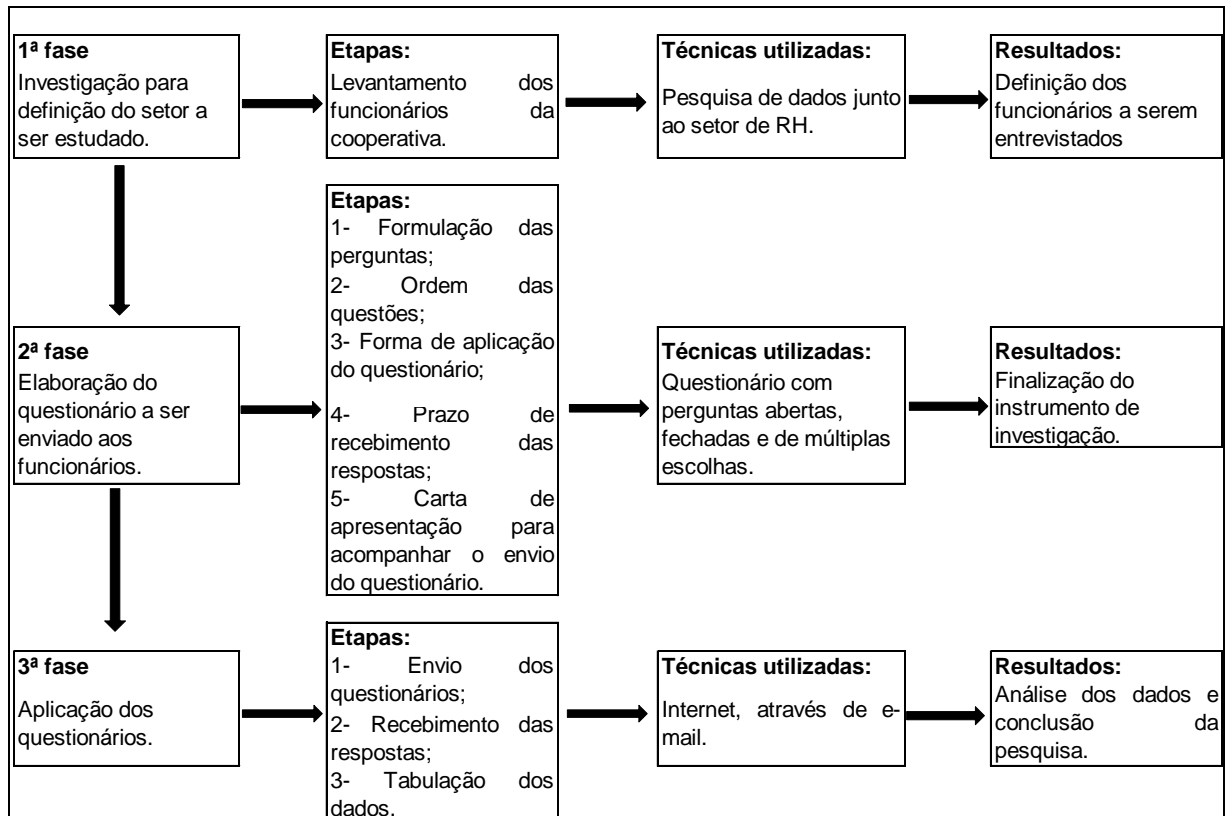 1ª fase
Investigação para
definição do setor a
ser estudado.
Etapas:
Levantamento dos
funcionários da
cooperativa.
Técnicas utilizadas:
Pesquisa de dados junto
ao setor de RH.
Resultados:
Definição dos
funcionários a serem
entrevistados
2ª fase
Elaboração do
questionário a ser
enviado aos
funcionários.
Etapas:
1- Formulação das
perguntas;
2- Ordem das
questões;
3- Forma de aplicação
do questionário;
4- Prazo de
recebimento das
respostas;
5- Carta de
apresentação para
acompanhar o envio
do questionário.
Técnicas utilizadas:
Questionário com
perguntas abertas,
fechadas e de múltiplas
escolhas.
Resultados:
Finalização do
instrumento de
investigação.
3ª fase
Aplicação dos
questionários.
Etapas:
1- Envio dos
questionários;
2- Recebimento das
respostas;
3- Tabulação dos
dados.
Técnicas utilizadas:
Internet, através de e-
mail.
Resultados:
Análise dos dados e
conclusão da
pesquisa.